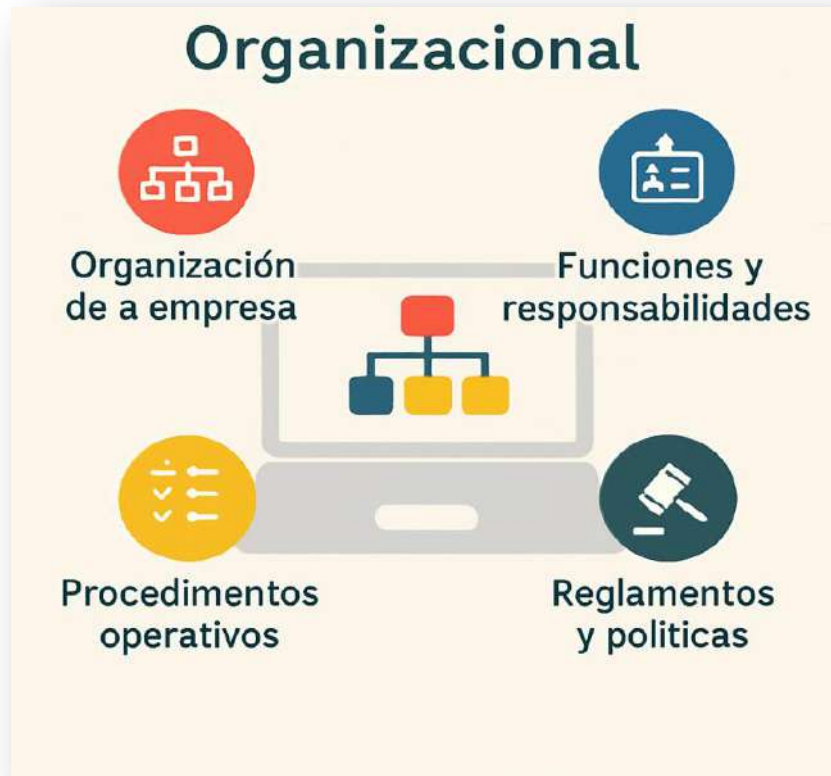 Organizacional
Organización
de a empresa
Funciones y
responsabilidades
Procedimentos
operativos
Reglamentos
y politicas